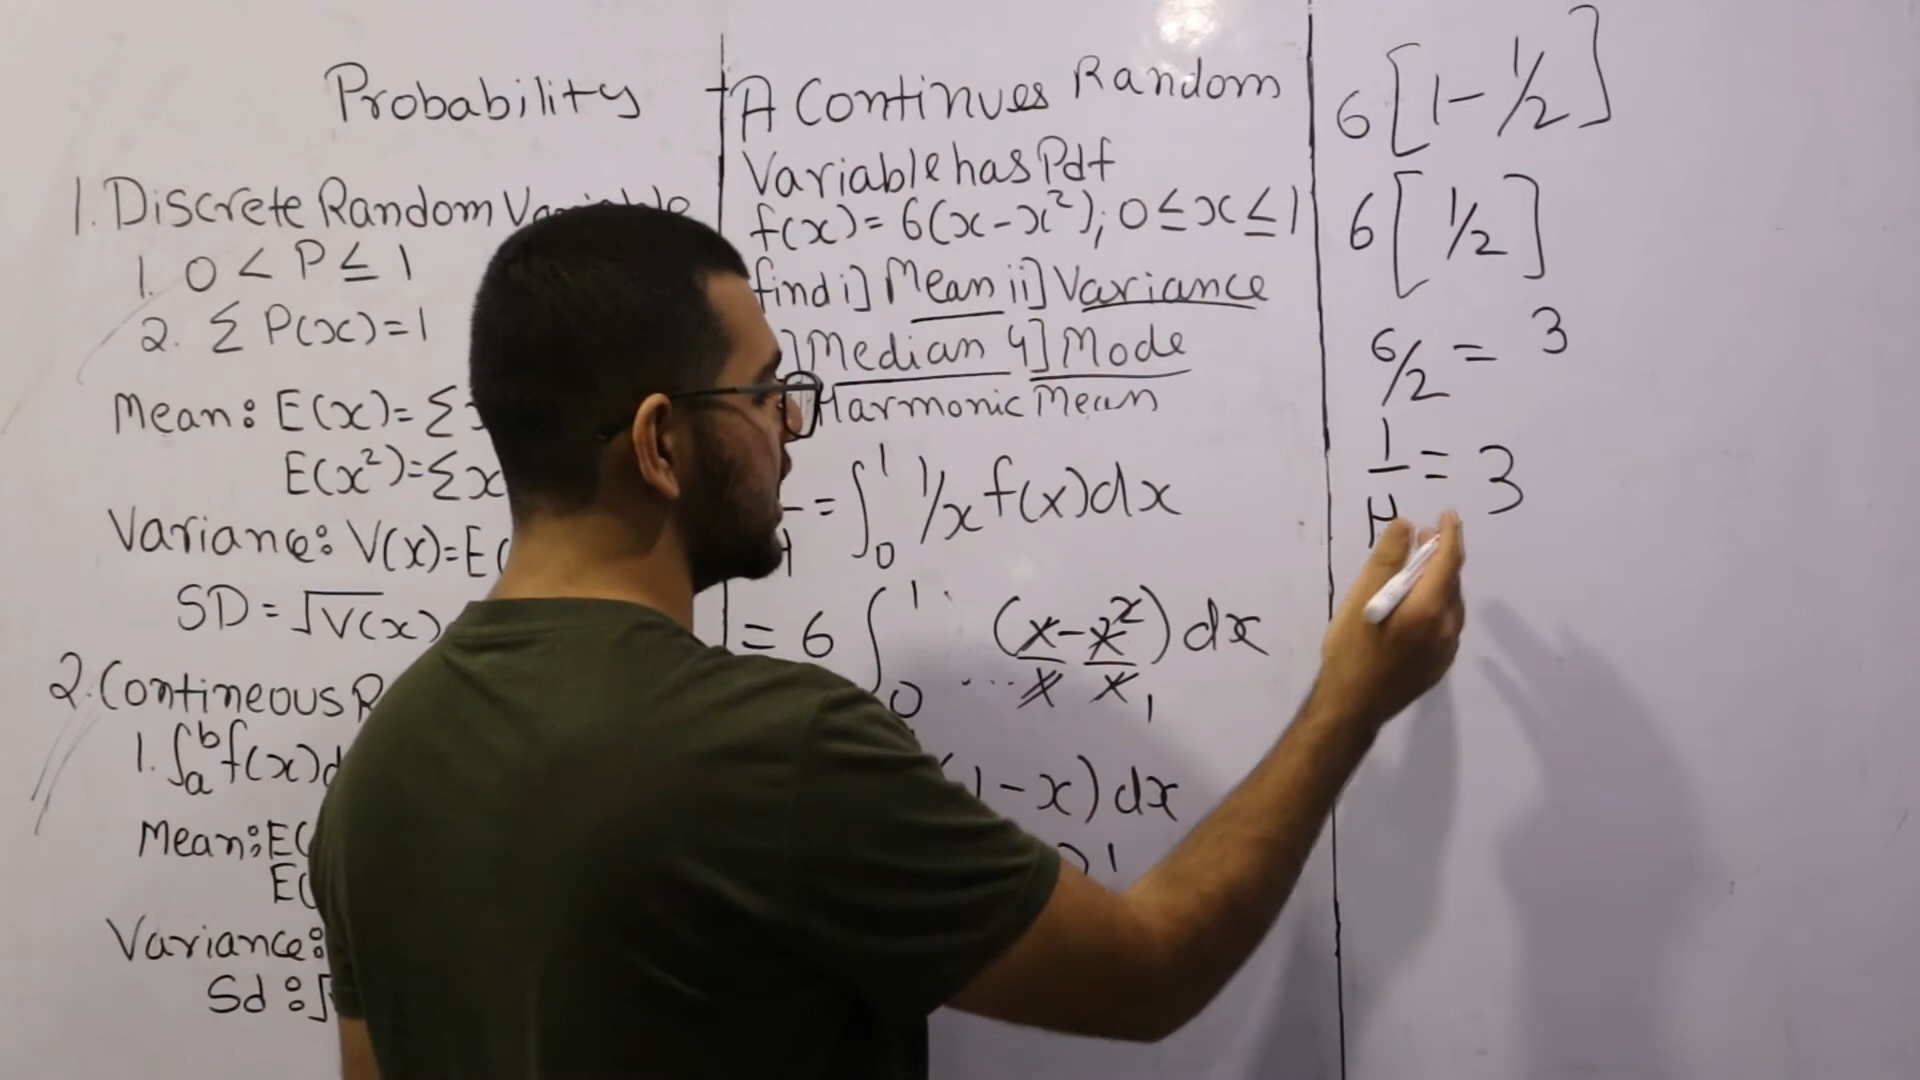 Probability
1. Discrete Random Variable
1. 0 < P ≤ 1
2. Σ P(x)=1
Mean: E(x)= Σ
E(x²)=Σx
Variance: V(x)=E(
SD = √V(x)
2. Contineous R
1. ∫ₐᵇ f(x)d
Mean: E(
E(
Variance:
Sd : √
A Continues Random
Variable has Pdf
f(x)= 6(x-x²); 0≤x≤1
find i] Mean ii] Variance
] Median 4] Mode
Harmonic Mean
= ∫₀¹ 1/x f(x)dx
= 6 ∫₀¹ (x/x - x²/x) dx
1
(1-x) dx
1
6[1-1/2]
6[1/2]
6/2 = 3
1/H = 3